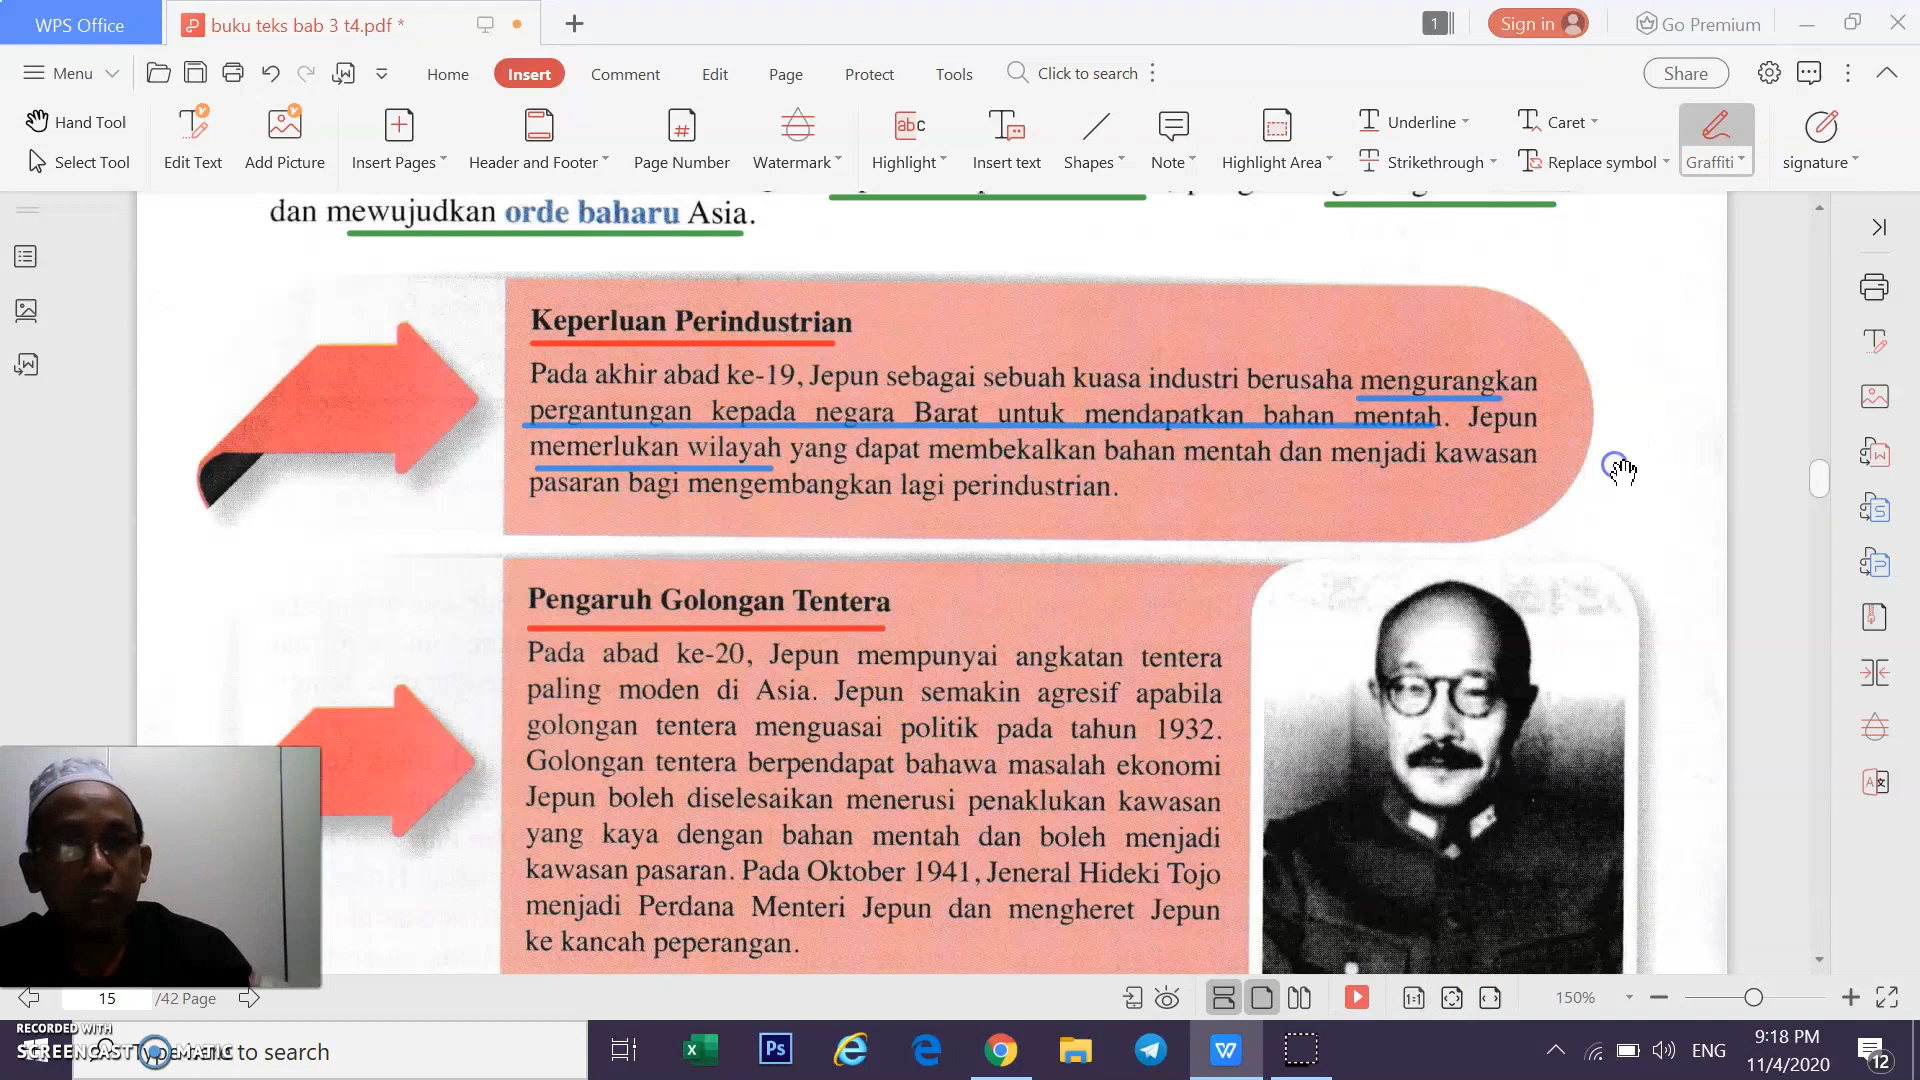 WPS Office
buku teks bab 3 t4.pdf *
1
Sign in
Go Premium
Menu
Home
Insert
Comment
Edit
Page
Protect
Tools
Click to search
Share
Hand Tool
Select Tool
Edit Text
Add Picture
Insert Pages
Header and Footer
Page Number
Watermark
Highlight
Insert text
Shapes
Note
Highlight Area
Underline
Strikethrough
Caret
Replace symbol
Graffiti
signature
dan mewujudkan orde baharu Asia.
Keperluan Perindustrian
Pada akhir abad ke-19, Jepun sebagai sebuah kuasa industri berusaha mengurangkan
pergantungan kepada negara Barat untuk mendapatkan bahan mentah. Jepun
memerlukan wilayah yang dapat membekalkan bahan mentah dan menjadi kawasan
pasaran bagi mengembangkan lagi perindustrian.
Pengaruh Golongan Tentera
Pada abad ke-20, Jepun mempunyai angkatan tentera
paling moden di Asia. Jepun semakin agresif apabila
golongan tentera menguasai politik pada tahun 1932.
Golongan tentera berpendapat bahawa masalah ekonomi
Jepun boleh diselesaikan menerusi penaklukan kawasan
yang kaya dengan bahan mentah dan boleh menjadi
kawasan pasaran. Pada Oktober 1941, Jeneral Hideki Tojo
menjadi Perdana Menteri Jepun dan mengheret Jepun
ke kancah peperangan.
15
/42 Page
150%
RECORDED WITH
SCREENCAST MATIC
Type here to search
ENG
9:18 PM
11/4/2020
12